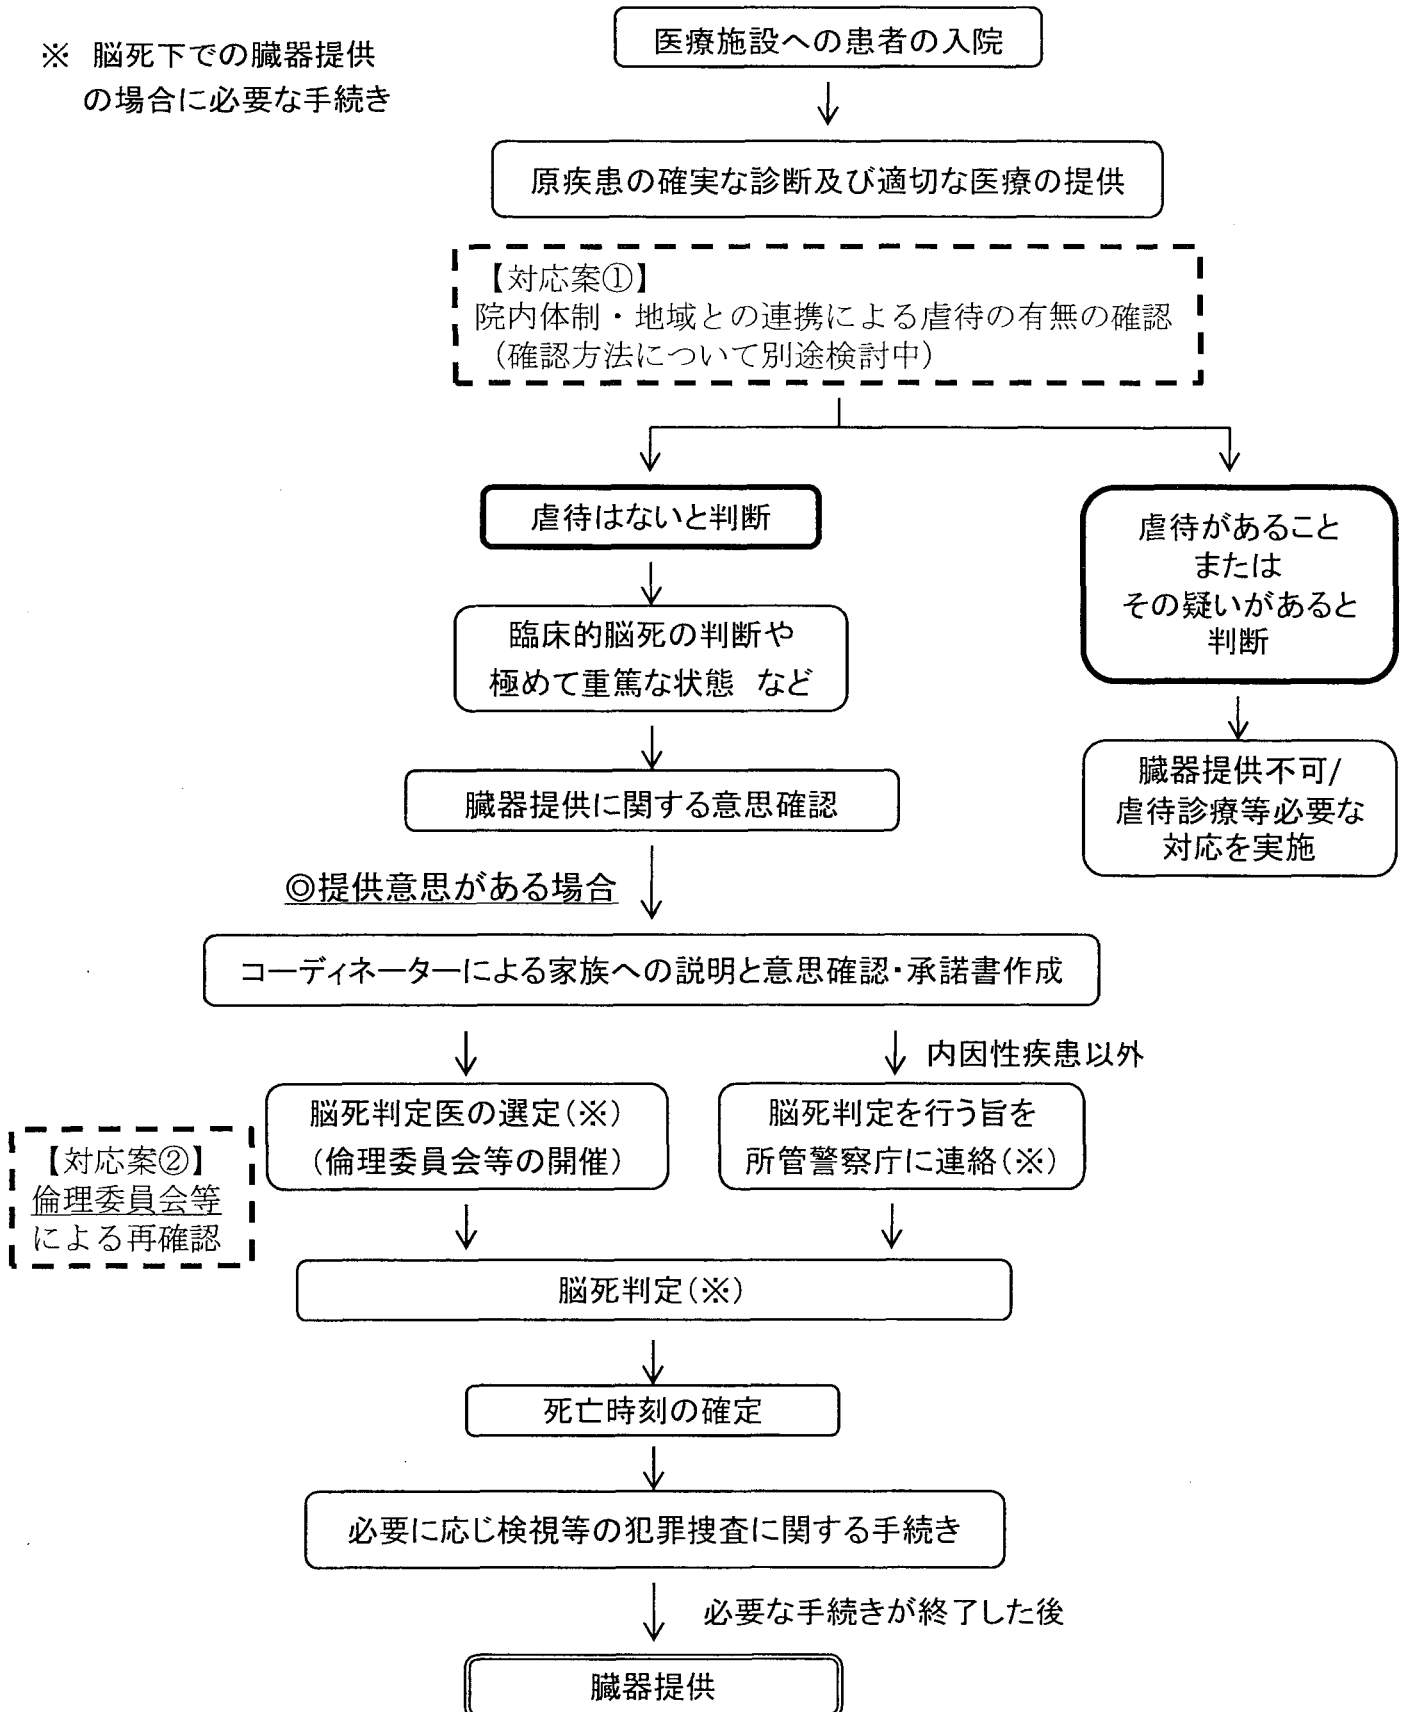 ※ 脳死下での臓器提供
の場合に必要な手続き
医療施設への患者の入院
原疾患の確実な診断及び適切な医療の提供
【対応案①】
院内体制・地域との連携による虐待の有無の確認
（確認方法について別途検討中）
虐待はないと判断
虐待があること
または
その疑いがあると
判断
臨床的脳死の判断や
極めて重篤な状態 など
臓器提供不可/
虐待診療等必要な
対応を実施
臓器提供に関する意思確認
◎提供意思がある場合
コーディネーターによる家族への説明と意思確認・承諾書作成
内因性疾患以外
脳死判定医の選定（※）
（倫理委員会等の開催）
脳死判定を行う旨を
所管警察庁に連絡（※）
【対応案②】
倫理委員会等
による再確認
脳死判定（※）
死亡時刻の確定
必要に応じ検視等の犯罪捜査に関する手続き
必要な手続きが終了した後
臓器提供